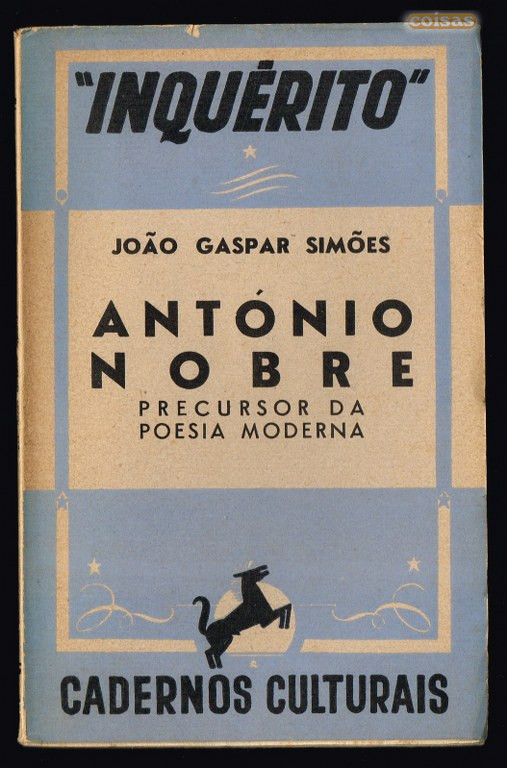 coisas
"INQUÉRITO"
JOÃO GASPAR SIMÕES
ANTÓNIO
NOBRE
PRECURSOR DA
POESIA MODERNA
CADERNOS CULTURAIS